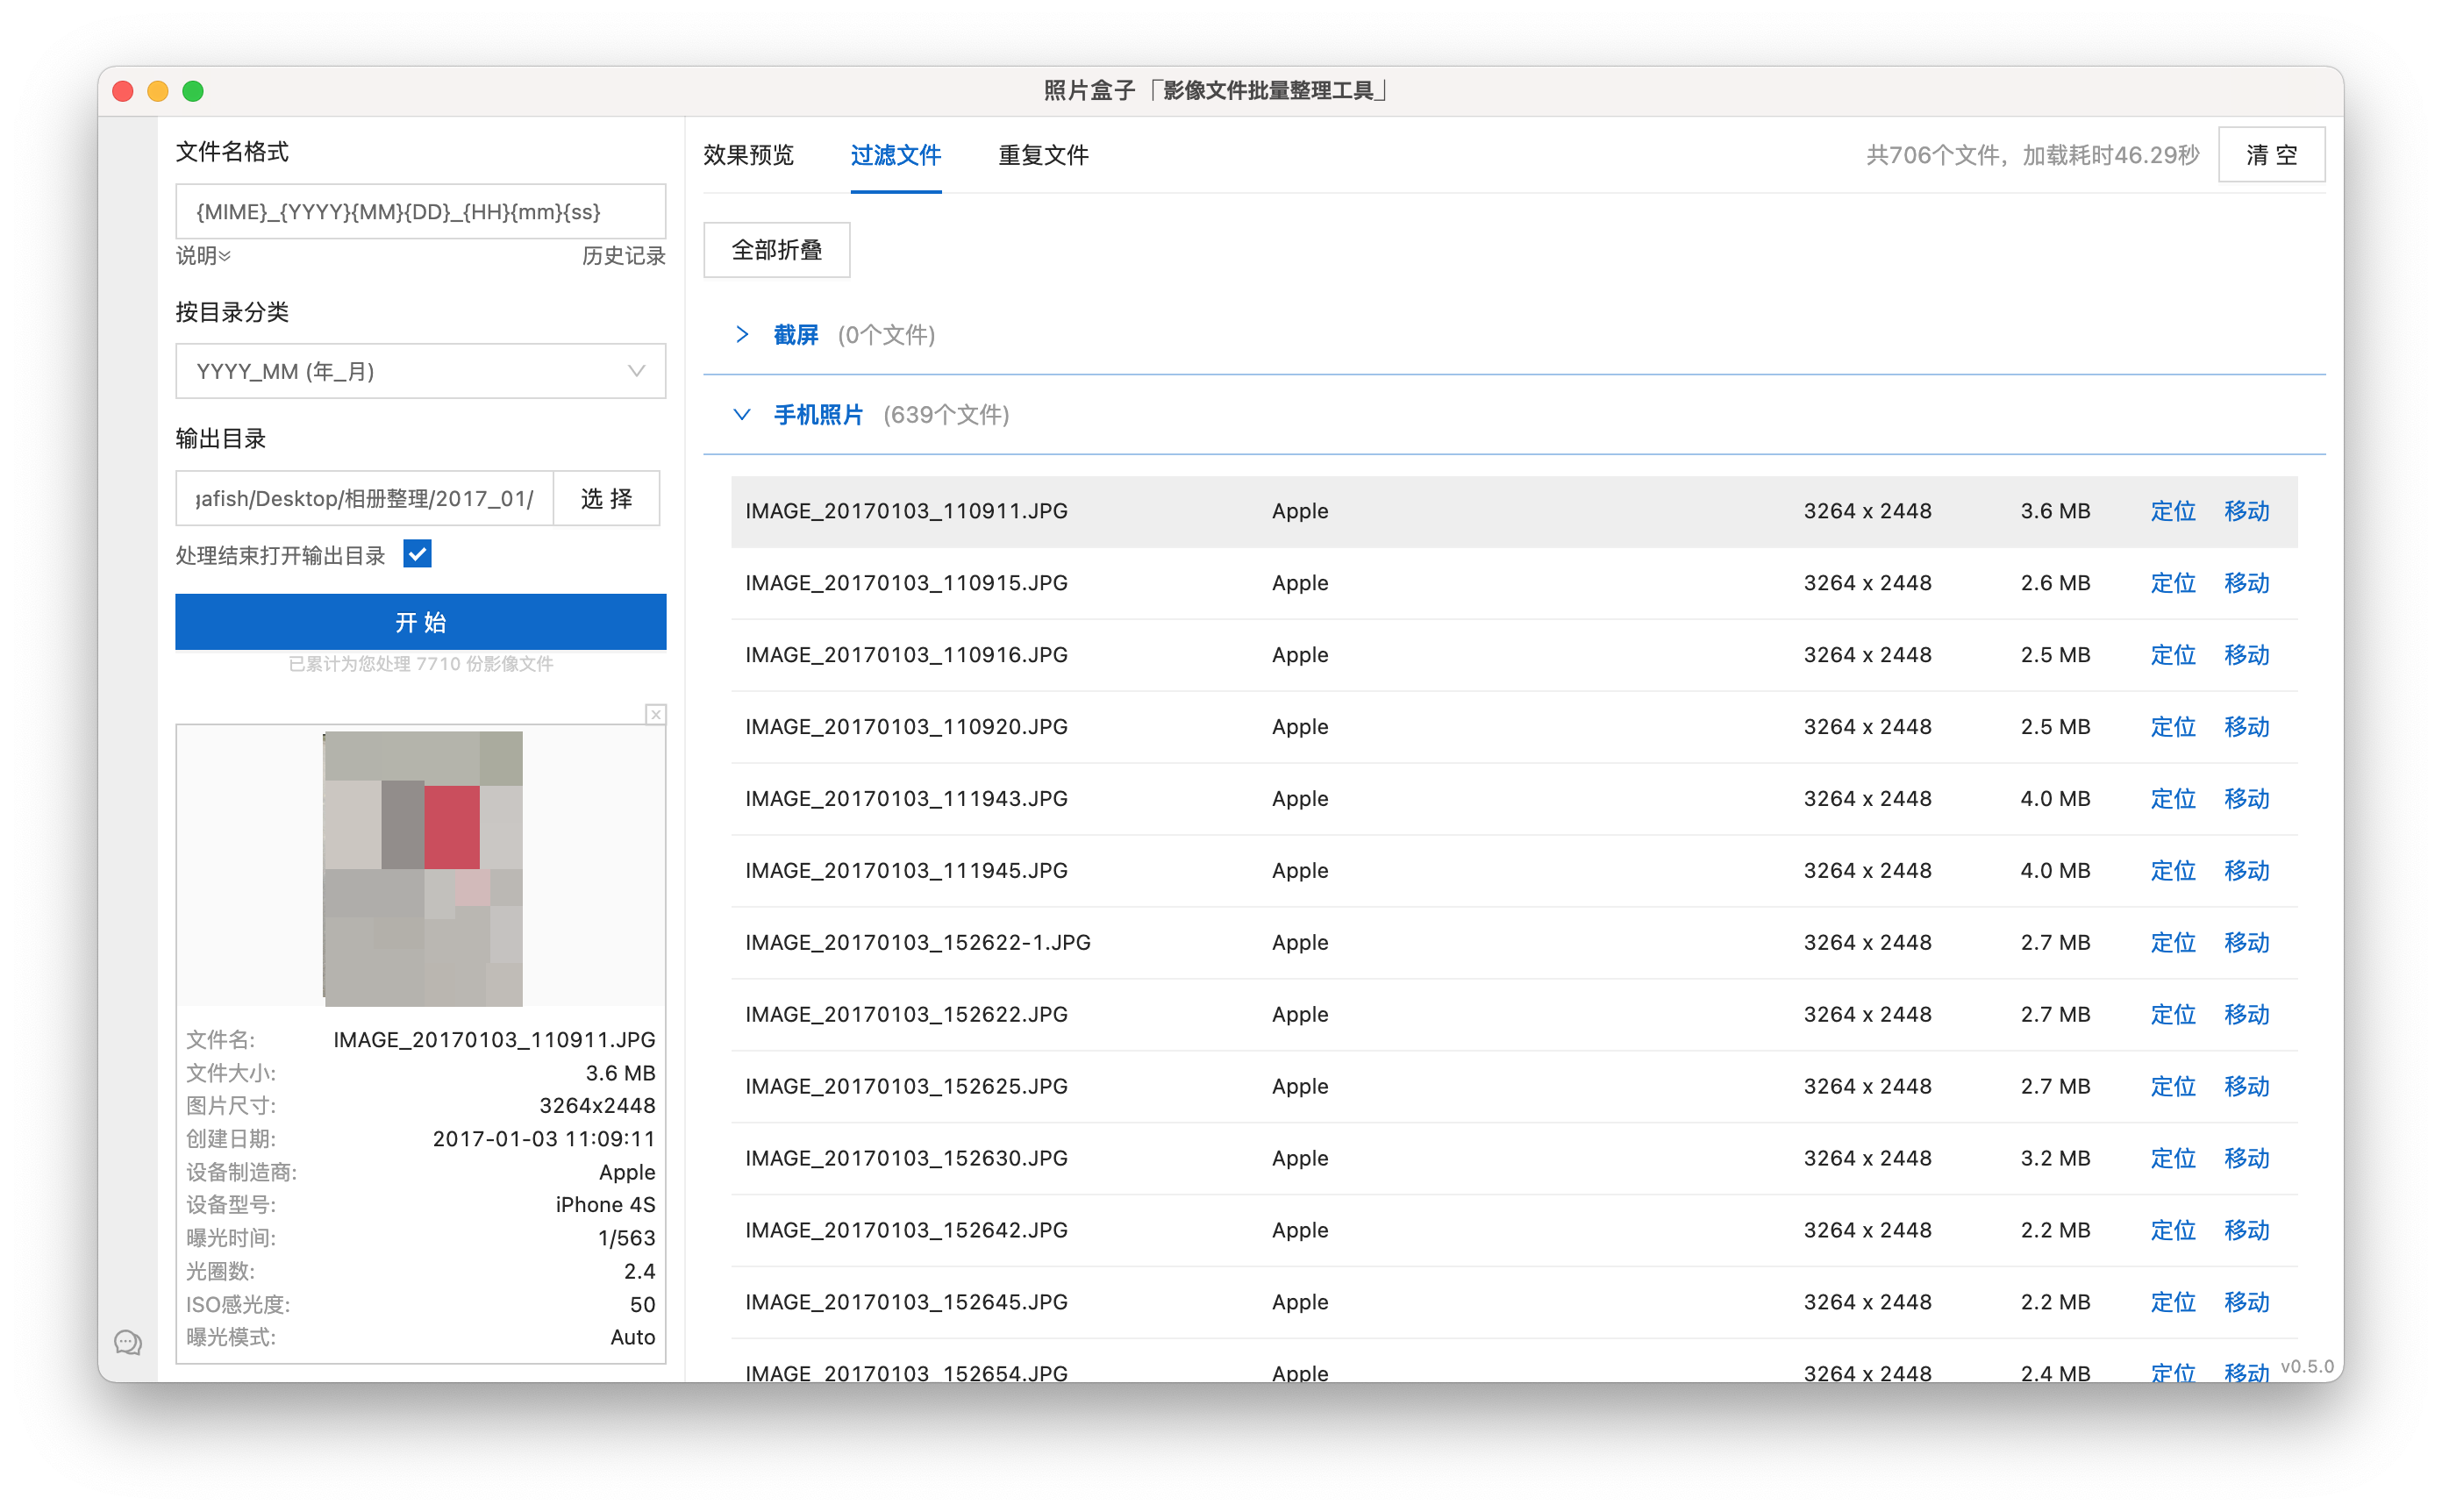 照片盒子「影像文件批量整理工具」
文件名格式
{MIME}_{YYYY}{MM}{DD}_{HH}{mm}{ss}
说明 历史记录
按目录分类
YYYY_MM (年_月)
输出目录
gafish/Desktop/相册整理/2017_01/ 选 择
处理结束打开输出目录
开 始
已累计为您处理 7710 份影像文件
文件名: IMAGE_20170103_110911.JPG
文件大小: 3.6 MB
图片尺寸: 3264x2448
创建日期: 2017-01-03 11:09:11
设备制造商: Apple
设备型号: iPhone 4S
曝光时间: 1/563
光圈数: 2.4
ISO感光度: 50
曝光模式: Auto
效果预览 过滤文件 重复文件 共706个文件，加载耗时46.29秒 清 空
全部折叠
截屏 (0个文件)
手机照片 (639个文件)
IMAGE_20170103_110911.JPG Apple 3264 x 2448 3.6 MB 定位 移动
IMAGE_20170103_110915.JPG Apple 3264 x 2448 2.6 MB 定位 移动
IMAGE_20170103_110916.JPG Apple 3264 x 2448 2.5 MB 定位 移动
IMAGE_20170103_110920.JPG Apple 3264 x 2448 2.5 MB 定位 移动
IMAGE_20170103_111943.JPG Apple 3264 x 2448 4.0 MB 定位 移动
IMAGE_20170103_111945.JPG Apple 3264 x 2448 4.0 MB 定位 移动
IMAGE_20170103_152622-1.JPG Apple 3264 x 2448 2.7 MB 定位 移动
IMAGE_20170103_152622.JPG Apple 3264 x 2448 2.7 MB 定位 移动
IMAGE_20170103_152625.JPG Apple 3264 x 2448 2.7 MB 定位 移动
IMAGE_20170103_152630.JPG Apple 3264 x 2448 3.2 MB 定位 移动
IMAGE_20170103_152642.JPG Apple 3264 x 2448 2.2 MB 定位 移动
IMAGE_20170103_152645.JPG Apple 3264 x 2448 2.2 MB 定位 移动
IMAGE_20170103_152654.JPG Apple 3264 x 2448 2.4 MB 定位 移动
v0.5.0